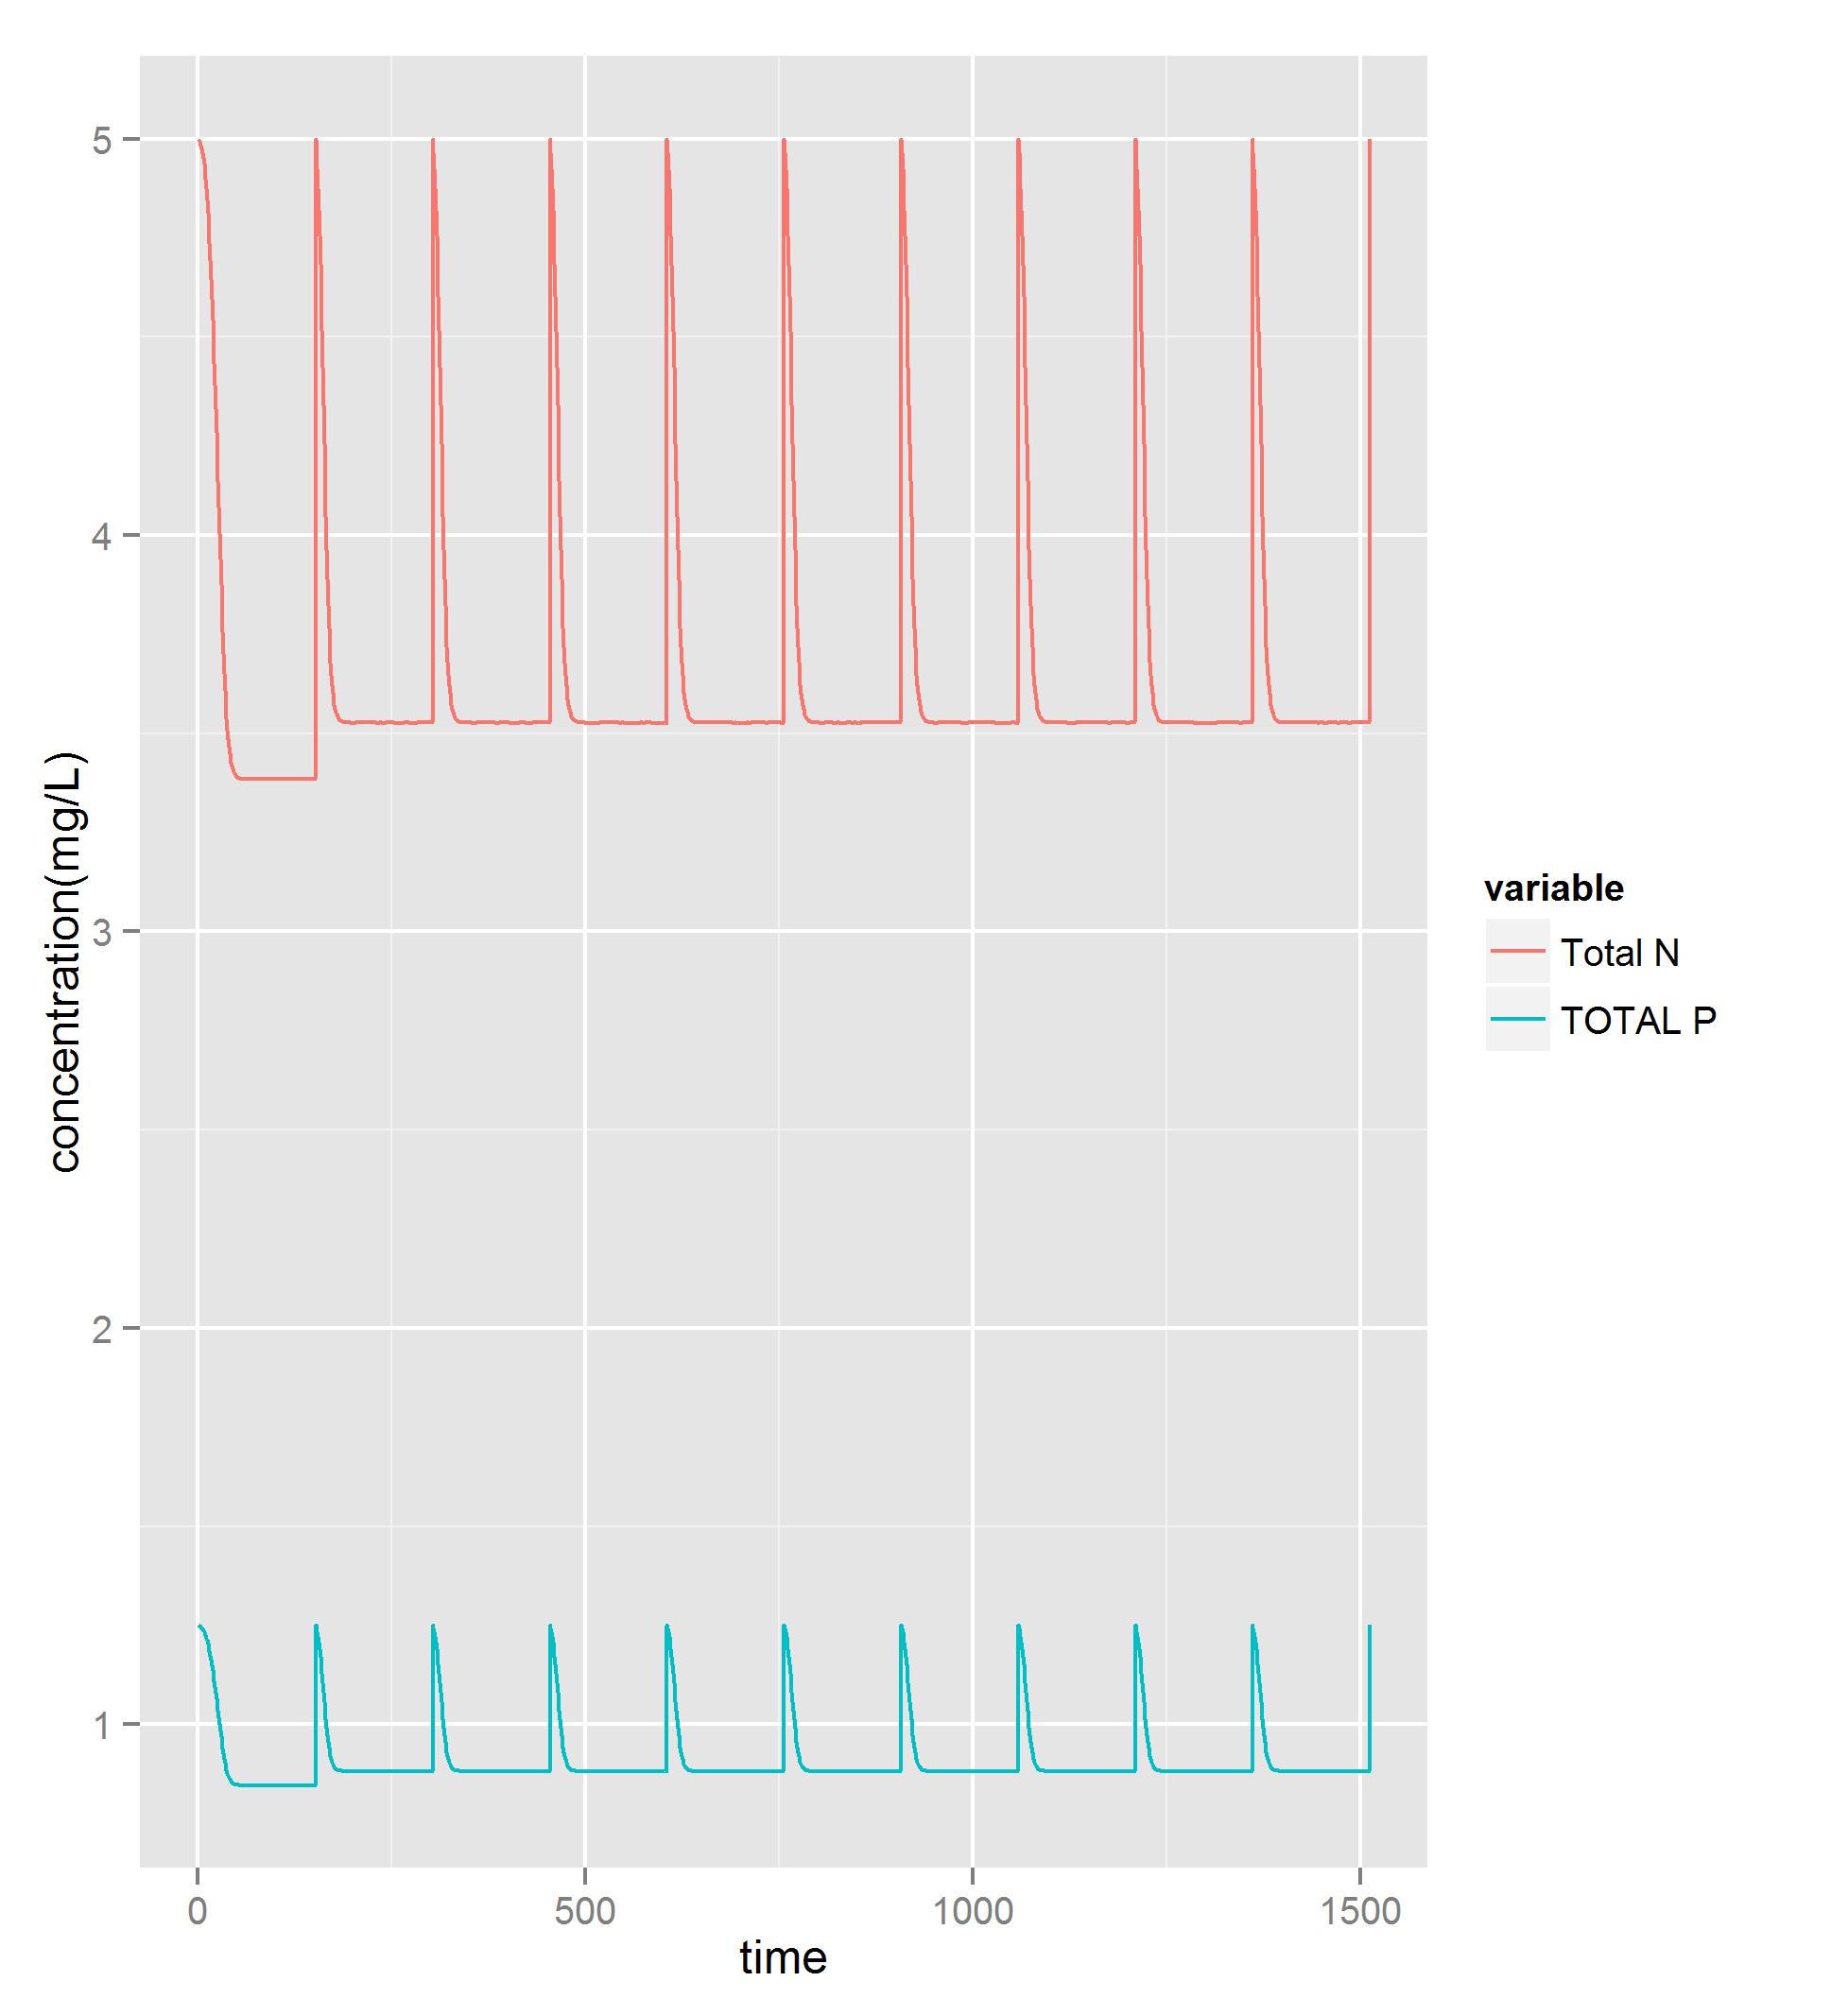 5
4
3
2
1
concentration(mg/L)
0 500 1000 1500
time
variable
Total N
TOTAL P